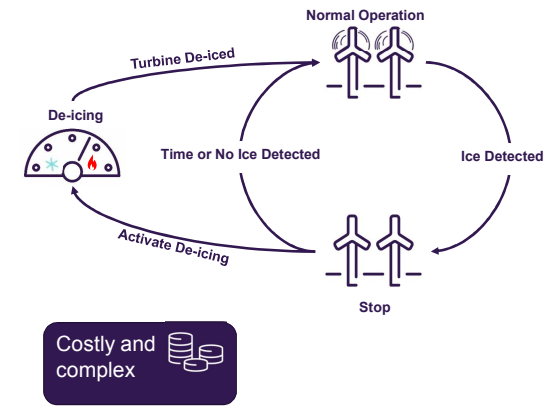 Normal Operation
Turbine De-iced
De-icing
Time or No Ice Detected
Ice Detected
Activate De-icing
Stop
Costly and
complex